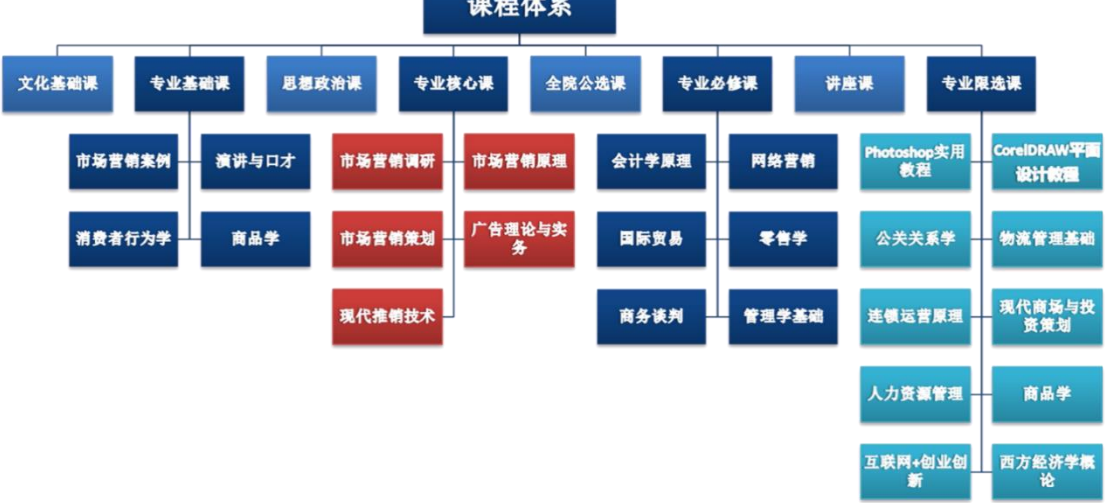 课程体系
文化基础课
专业基础课
思想政治课
专业核心课
全院公选课
专业必修课
讲座课
专业限选课
市场营销案例
演讲与口才
消费者行为学
商品学
市场营销调研
市场营销原理
市场营销策划
广告理论与实
务
现代推销技术
会计学原理
网络营销
国际贸易
零售学
商务谈判
管理学基础
Photoshop实用
教程
CorelDRAW平面
设计教程
公关关系学
物流管理基础
连锁运营原理
现代商场与投
资策划
人力资源管理
商品学
互联网+创业创
新
西方经济学概
论